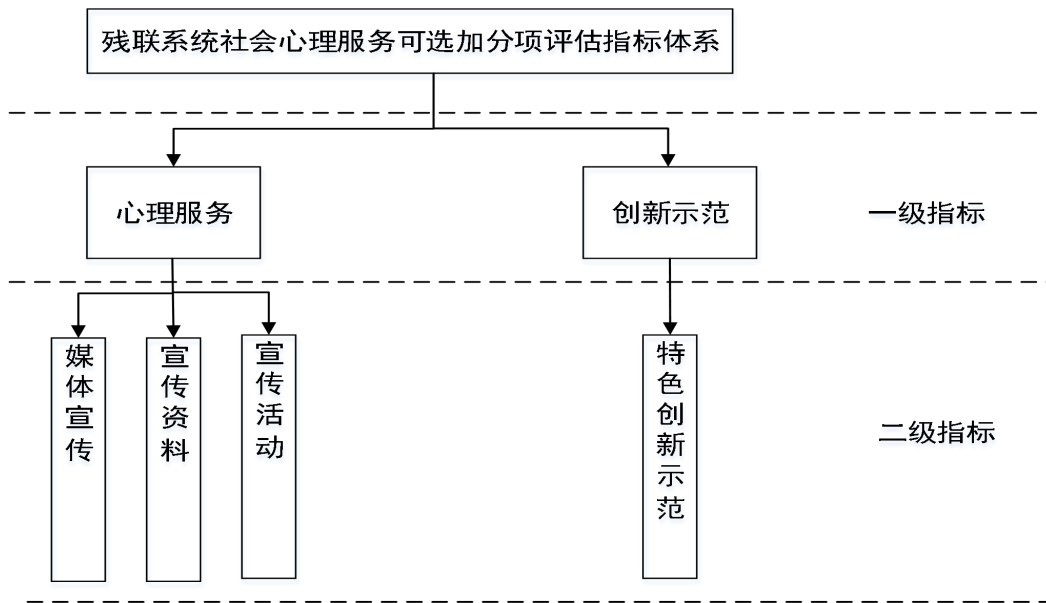 残联系统社会心理服务可选加分项评估指标体系
心理服务
创新示范
一级指标
媒体宣传
宣传资料
宣传活动
特色创新示范
二级指标